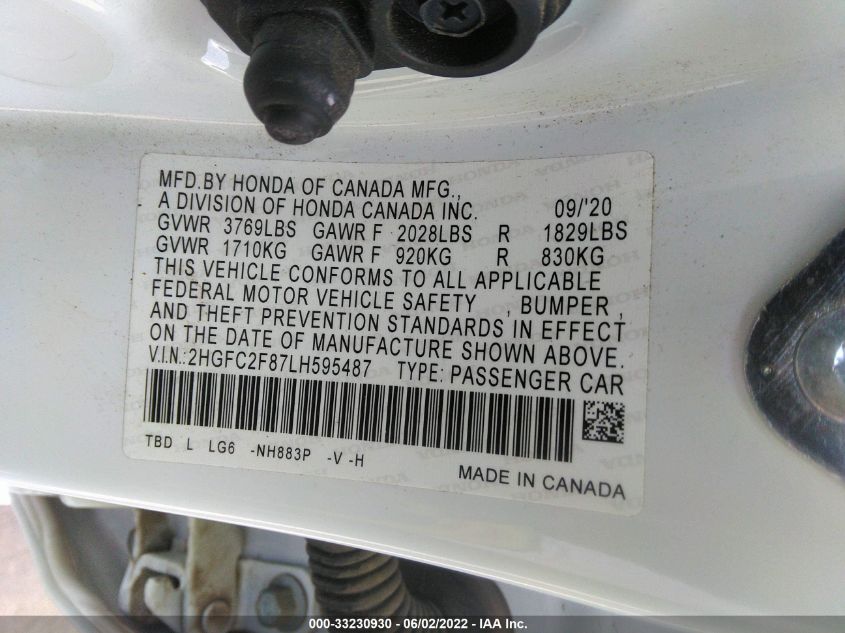 MFD.BY HONDA OF CANADA MFG.,
A DIVISION OF HONDA CANADA INC. 09/'20
GVWR 3769LBS GAWR F 2028LBS R 1829LBS
GVWR 1710KG GAWR F 920KG R 830KG
THIS VEHICLE CONFORMS TO ALL APPLICABLE
FEDERAL MOTOR VEHICLE SAFETY , BUMPER ,
AND THEFT PREVENTION STANDARDS IN EFFECT
ON THE DATE OF MANUFACTURE SHOWN ABOVE.
V.I.N.:2HGFC2F87LH595487 TYPE: PASSENGER CAR
TBD L LG6 -NH883P -V -H
MADE IN CANADA
000-33230930 - 06/02/2022 - IAA Inc.